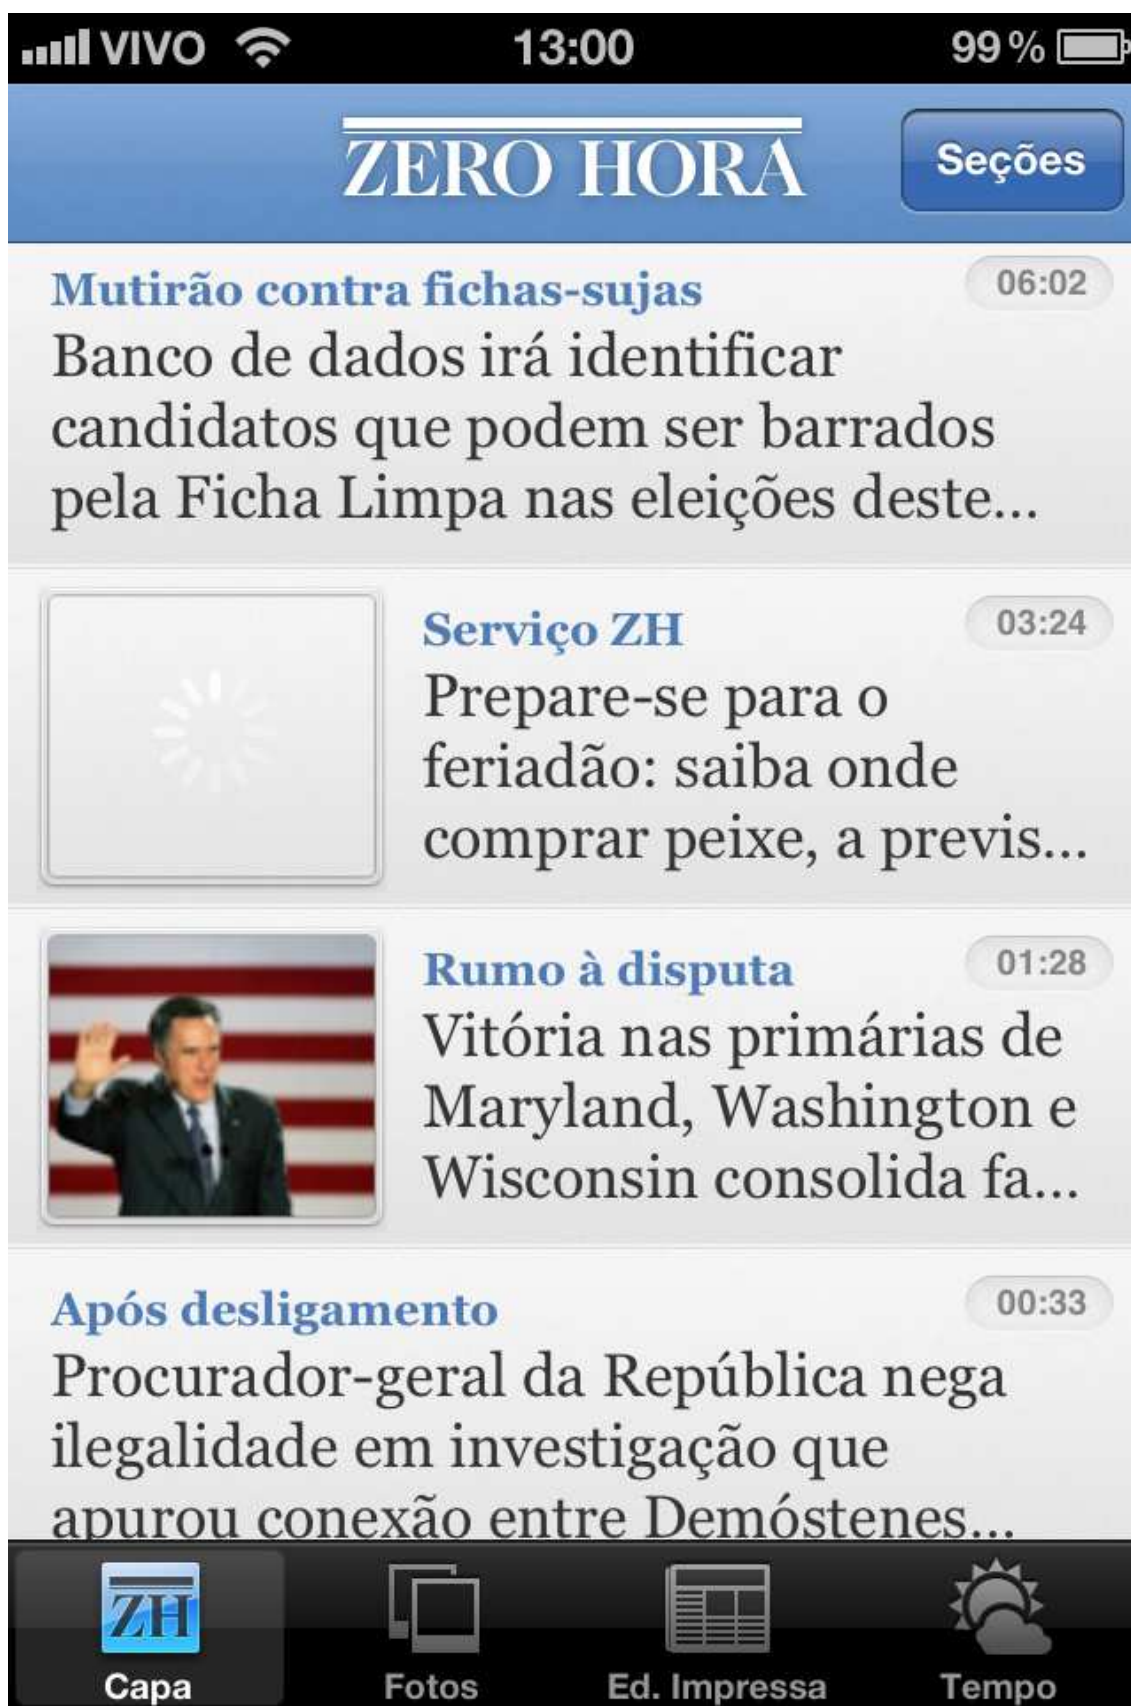 VIVO 13:00 99 %
ZERO HORA
Seções
Mutirão contra fichas-sujas 06:02
Banco de dados irá identificar
candidatos que podem ser barrados
pela Ficha Limpa nas eleições deste...
Serviço ZH 03:24
Prepare-se para o
feriadão: saiba onde
comprar peixe, a previs...
Rumo à disputa 01:28
Vitória nas primárias de
Maryland, Washington e
Wisconsin consolida fa...
Após desligamento 00:33
Procurador-geral da República nega
ilegalidade em investigação que
apurou conexão entre Demóstenes...
ZH
Capa Fotos Ed. Impressa Tempo